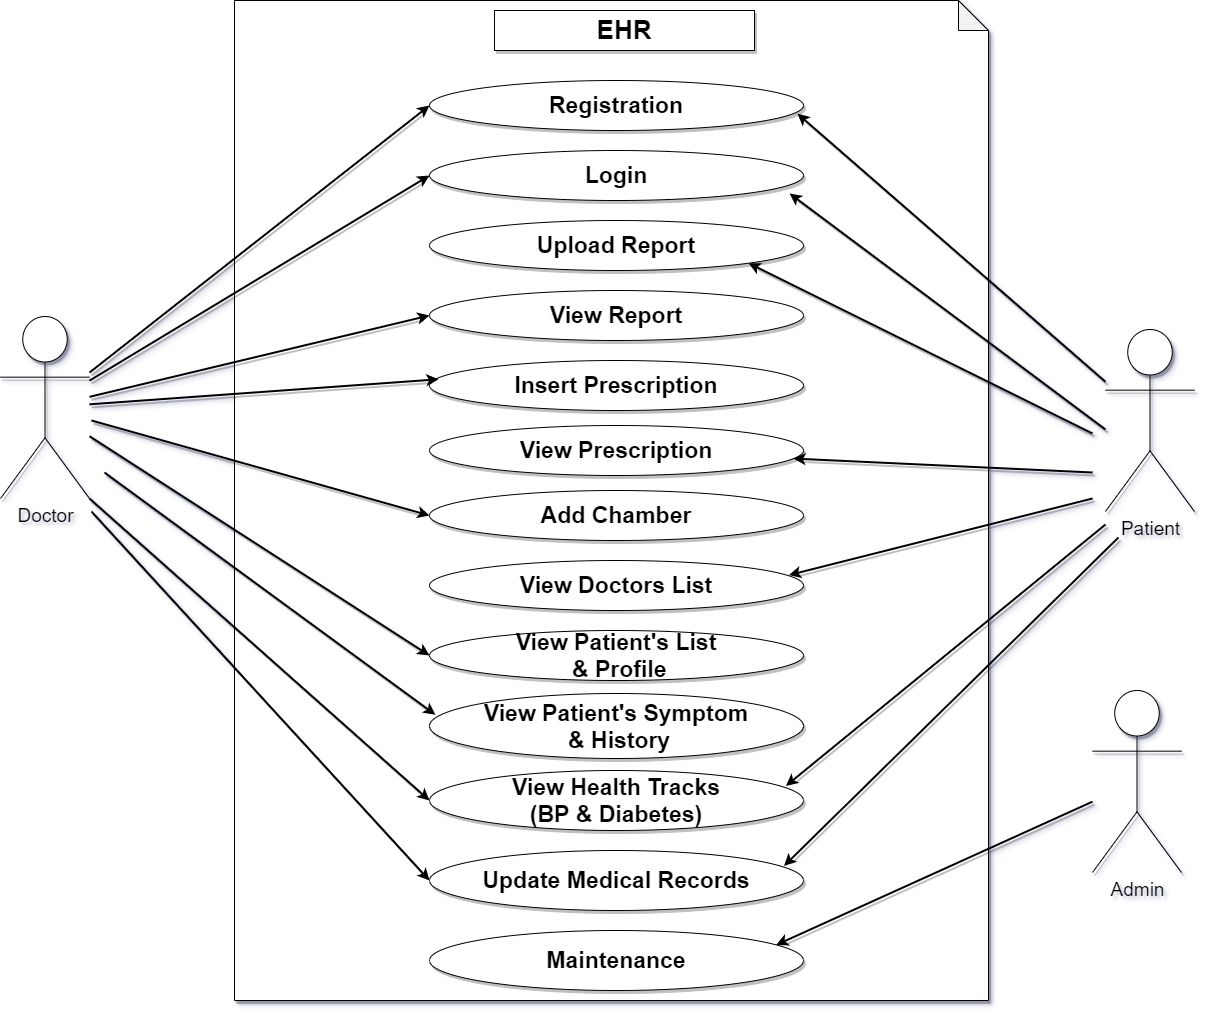 EHR
Registration
Login
Upload Report
View Report
Insert Prescription
View Prescription
Add Chamber
Doctor
Patient
View Doctors List
View Patient's List
& Profile
View Patient's Symptom
& History
View Health Tracks
(BP & Diabetes)
Update Medical Records
Admin
Maintenance